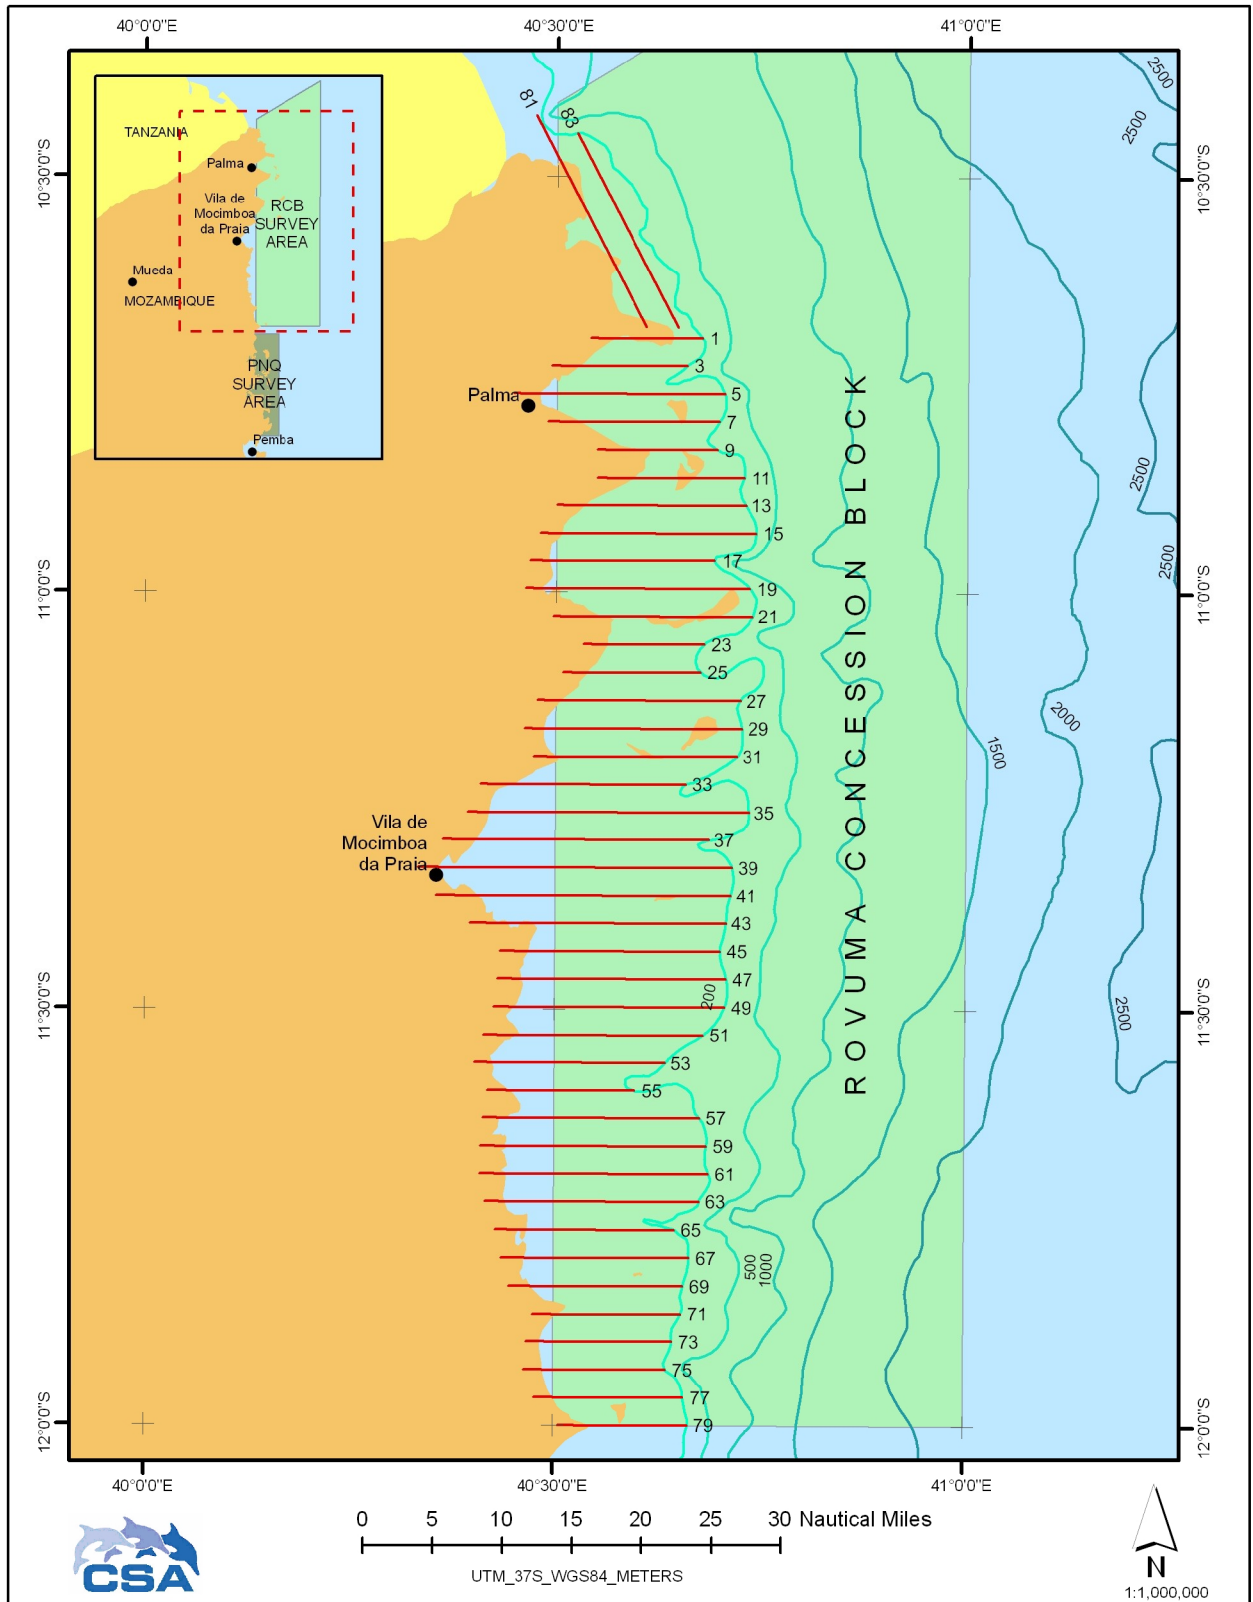 40°0'0"E
40°30'0"E
41°0'0"E
10°30'0"S
10°30'0"S
11°0'0"S
11°0'0"S
11°30'0"S
11°30'0"S
12°0'0"S
12°0'0"S
TANZANIA
Palma
Vila de
Mocimboa
da Praia
RCB
SURVEY
AREA
Mueda
MOZAMBIQUE
PNQ
SURVEY
AREA
Pemba
81
83
2500
2500
1
3
Palma
5
7
9
11
2500
13
15
17
2500
19
21
23
25
27
2000
29
1500
31
33
35
Vila de
Mocimboa
da Praia
37
39
41
43
45
47
200
49
2500
51
53
55
57
59
61
63
65
67
500
1000
69
71
73
75
77
79
ROVUMA CONCESSION BLOCK
40°0'0"E
40°30'0"E
41°0'0"E
0 5 10 15 20 25 30 Nautical Miles
UTM_37S_WGS84_METERS
CSA
N
1:1,000,000